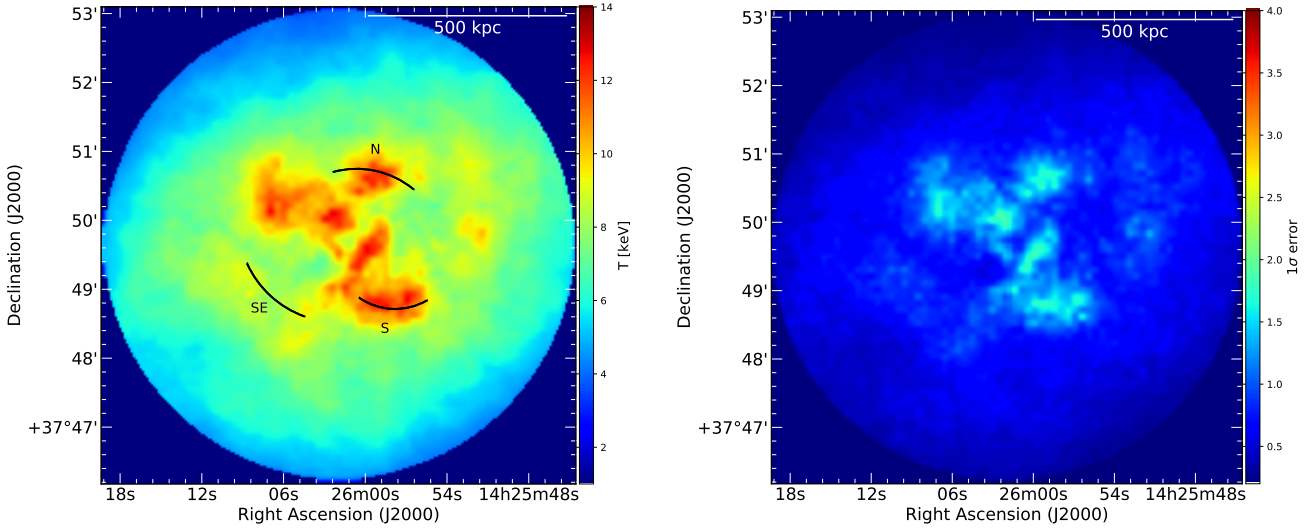 53'
52'
51'
50'
49'
48'
+37°47'
18s
12s
06s
26m00s
54s
14h25m48s
Right Ascension (J2000)
Declination (J2000)
500 kpc
N
SE
S
14
12
10
8
6
4
2
T [keV]
53'
52'
51'
50'
49'
48'
+37°47'
18s
12s
06s
26m00s
54s
14h25m48s
Right Ascension (J2000)
Declination (J2000)
500 kpc
4.0
3.5
3.0
2.5
2.0
1.5
1.0
0.5
1σ error